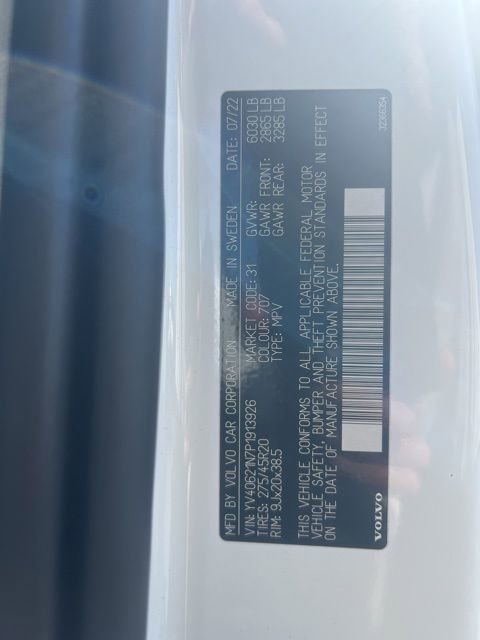 MFD BY VOLVO CAR CORPORATION MADE IN SWEDEN DATE: 07/22
VIN: YV40621N7P1913926 MARKET CODE: 31 GVWR: 6030 LB
TIRES: 275/45R20 COLOUR: 707 GAWR FRONT: 2865 LB
RIM: 9Jx20x38.5 TYPE: MPV GAWR REAR: 3285 LB
THIS VEHICLE CONFORMS TO ALL APPLICABLE FEDERAL MOTOR
VEHICLE SAFETY, BUMPER AND THEFT PREVENTION STANDARDS IN EFFECT
ON THE DATE OF MANUFACTURE SHOWN ABOVE.
VOLVO
32366354